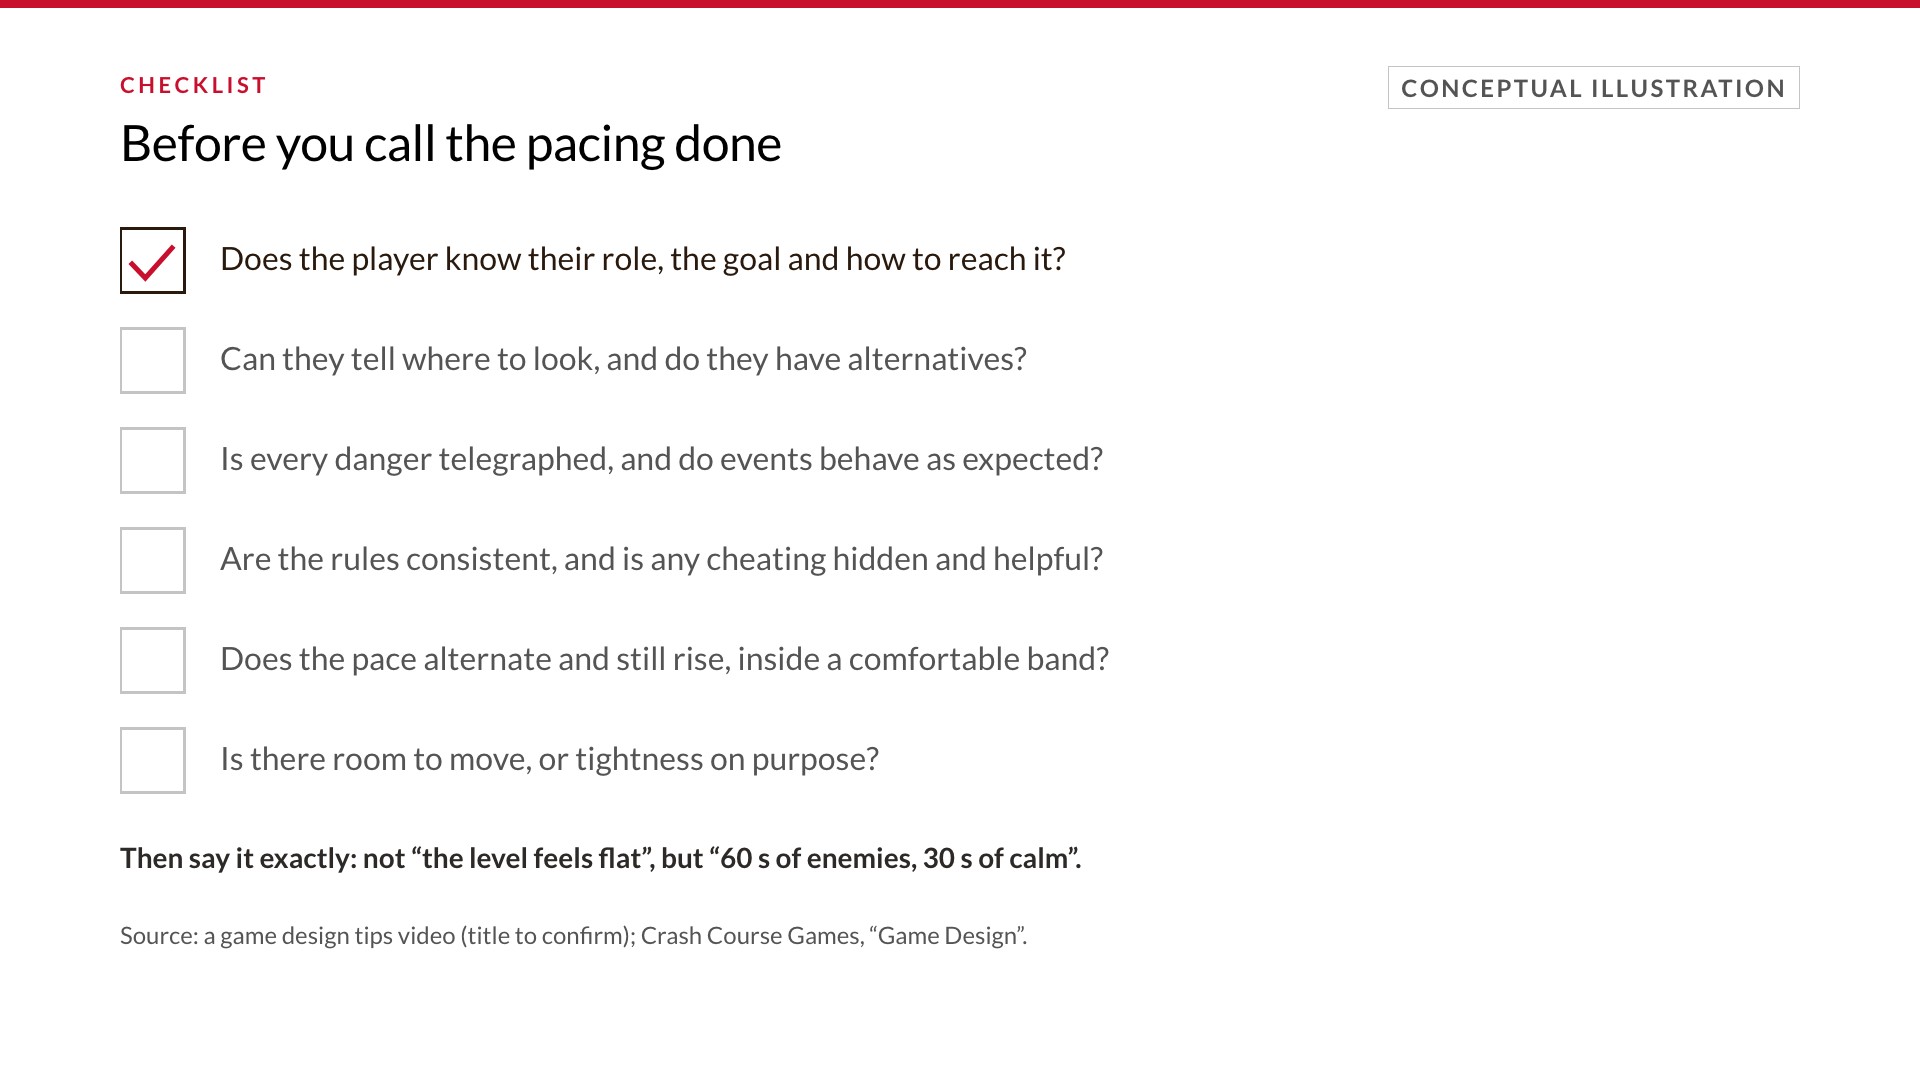 CHECKLIST
CONCEPTUAL ILLUSTRATION
Before you call the pacing done
Does the player know their role, the goal and how to reach it?
Can they tell where to look, and do they have alternatives?
Is every danger telegraphed, and do events behave as expected?
Are the rules consistent, and is any cheating hidden and helpful?
Does the pace alternate and still rise, inside a comfortable band?
Is there room to move, or tightness on purpose?
Then say it exactly: not “the level feels flat”, but “60 s of enemies, 30 s of calm”.
Source: a game design tips video (title to confirm); Crash Course Games, “Game Design”.